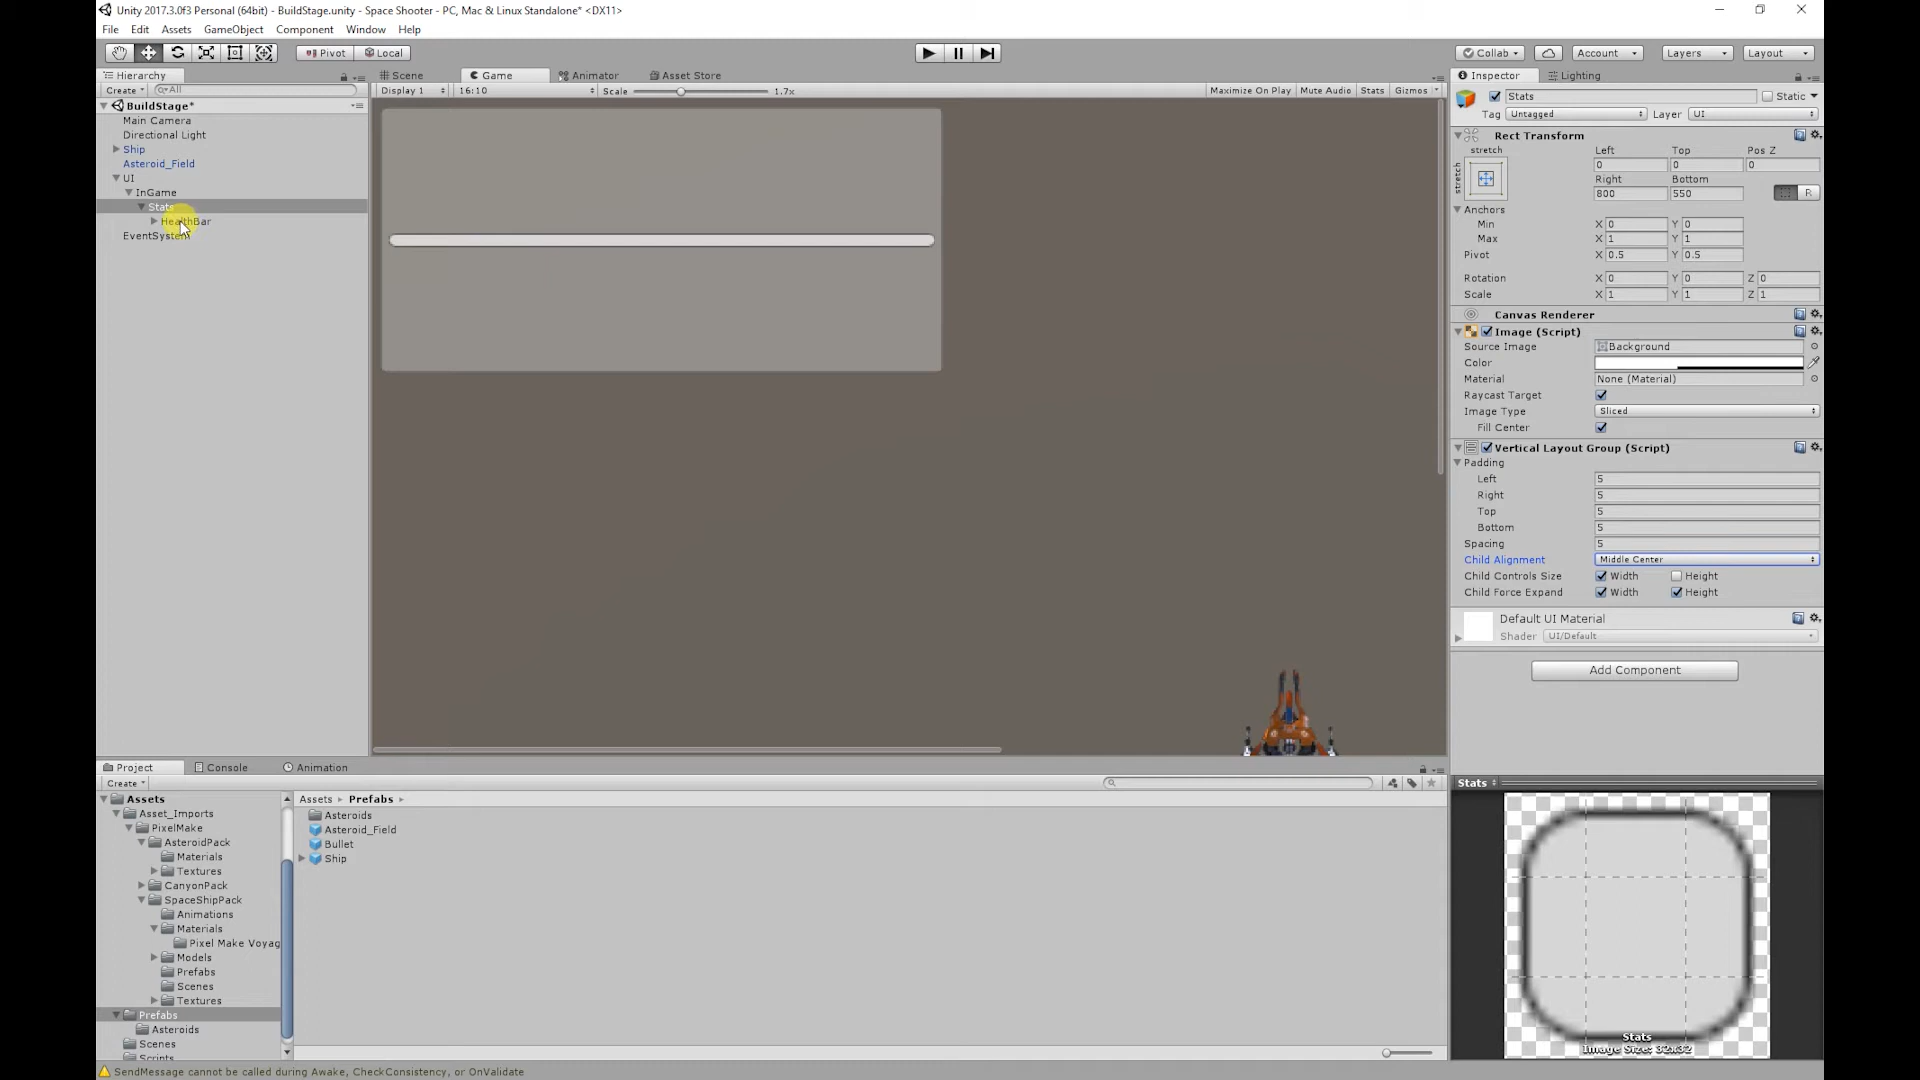 Unity 2017.3.0f3 Personal (64bit) - BuildStage.unity - Space Shooter - PC, Mac & Linux Standalone* <DX11>
File Edit Assets GameObject Component Window Help
Pivot Local Collab Account Layers Layout
Hierarchy Scene Game Animator Asset Store Inspector Lighting
Create All Display 1 16:10 Scale 1.7x Maximize On Play Mute Audio Stats Gizmos
BuildStage*
Main Camera
Directional Light
Ship
Asteroid_Field
UI
InGame
Stats
HealthBar
EventSystem
Stats Static
Tag Untagged Layer UI
Rect Transform
stretch Left Top Pos Z
stretch
0 0 0
Right Bottom
800 550 R
Anchors
Min X 0 Y 0
Max X 1 Y 1
Pivot X 0.5 Y 0.5
Rotation X 0 Y 0 Z 0
Scale X 1 Y 1 Z 1
Canvas Renderer
Image (Script)
Source Image Background
Color
Material None (Material)
Raycast Target
Image Type Sliced
Fill Center
Vertical Layout Group (Script)
Padding
Left 5
Right 5
Top 5
Bottom 5
Spacing 5
Child Alignment Middle Center
Child Controls Size Width Height
Child Force Expand Width Height
Default UI Material
Shader UI/Default
Add Component
Project Console Animation
Create
Assets
Asset_Imports
PixelMake
AsteroidPack
Materials
Textures
CanyonPack
SpaceShipPack
Animations
Materials
Pixel Make Voyag
Models
Prefabs
Scenes
Textures
Prefabs
Asteroids
Scenes
Scripts
Assets Prefabs
Asteroids
Asteroid_Field
Bullet
Ship
Stats
Stats
Image Size: 32x32
SendMessage cannot be called during Awake, CheckConsistency, or OnValidate